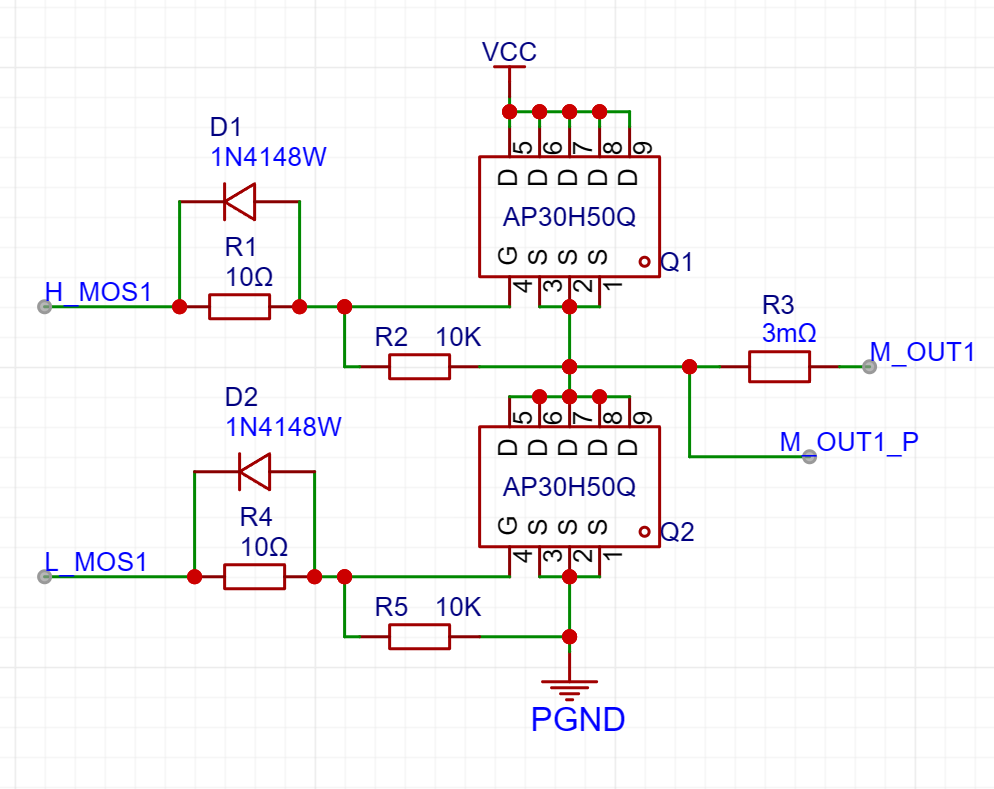 VCC
D1
1N4148W
5 6 7 8 9
D D D D D
AP30H50Q
R1
10Ω
G S S S
Q1
H_MOS1
4 3 2 1
R3
3mΩ
R2 10K
M_OUT1
D2
1N4148W
5 6 7 8 9
D D D D D
M_OUT1_P
AP30H50Q
R4
10Ω
G S S S
Q2
L_MOS1
4 3 2 1
R5 10K
PGND